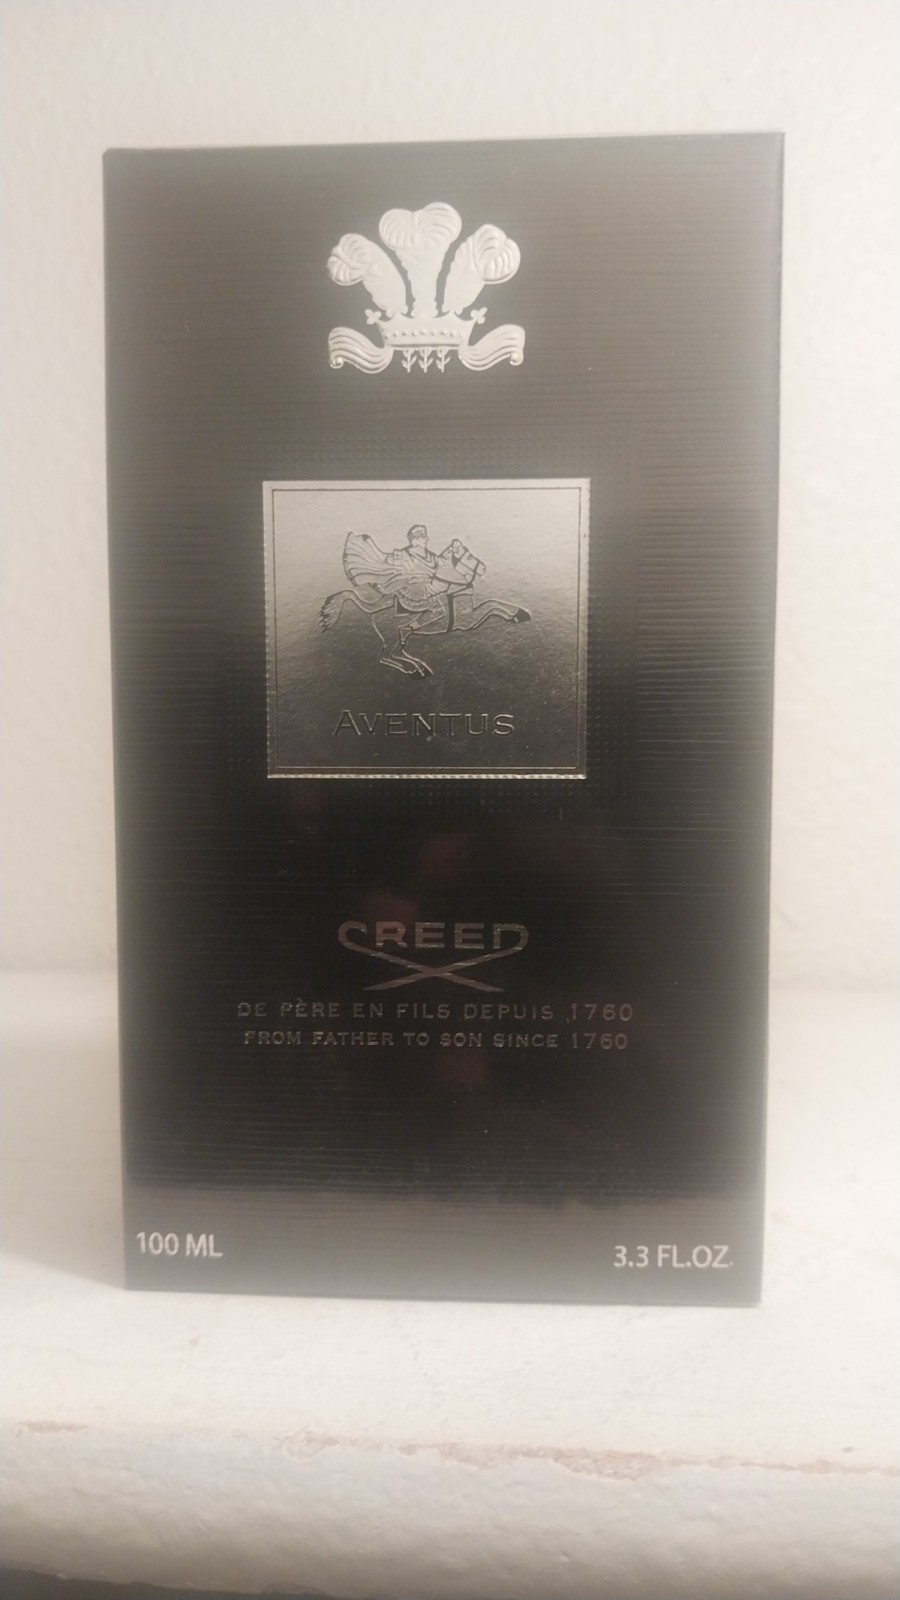 AVENTUS
CREED
DE PÈRE EN FILS DEPUIS 1760
FROM FATHER TO SON SINCE 1760
100 ML
3.3 FL.OZ.